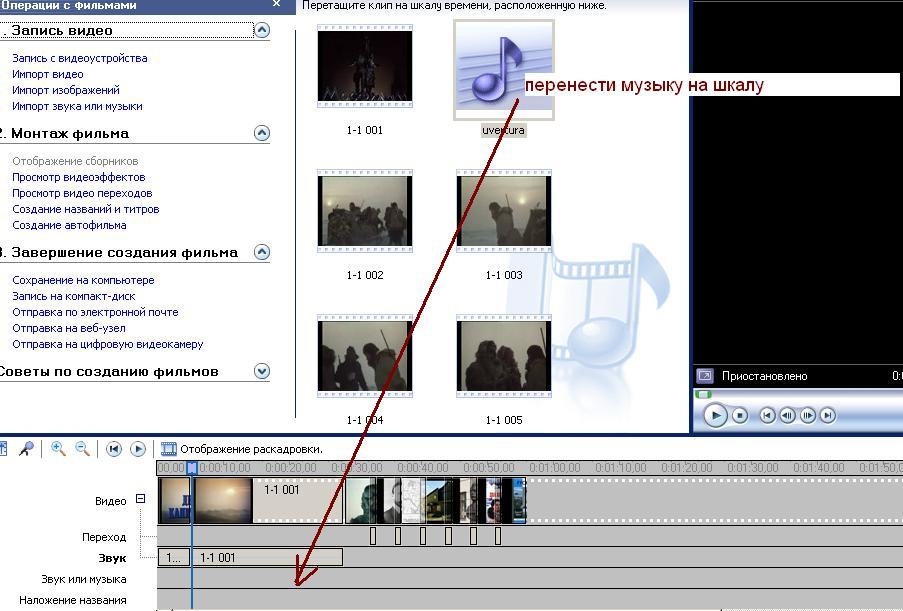 Операции с фильмами
. Запись видео
Запись с видеоустройства
Импорт видео
Импорт изображений
Импорт звука или музыки
2. Монтаж фильма
Отображение сборников
Просмотр видеоэффектов
Просмотр видео переходов
Создание названий и титров
Создание автофильма
3. Завершение создания фильма
Сохранение на компьютере
Запись на компакт-диск
Отправка по электронной почте
Отправка на веб-узел
Отправка на цифровую видеокамеру
Советы по созданию фильмов
Перетащите клип на шкалу времени, расположенную ниже.
перенести музыку на шкалу
1-1 001
uvertura
1-1 002
1-1 003
1-1 004
1-1 005
Приостановлено
0:0
Отображение раскадровки.
00,00 0:00:10,00 0:00:20,00 0:00:30,00 0:00:40,00 0:00:50,00 0:01:00,00 0:01:10,00 0:01:20,00 0:01:30,00 0:01:40,00 0:01:50,0
Видео
1-1 001
Переход
Звук
1...
1-1 001
Звук или музыка
Наложение названия